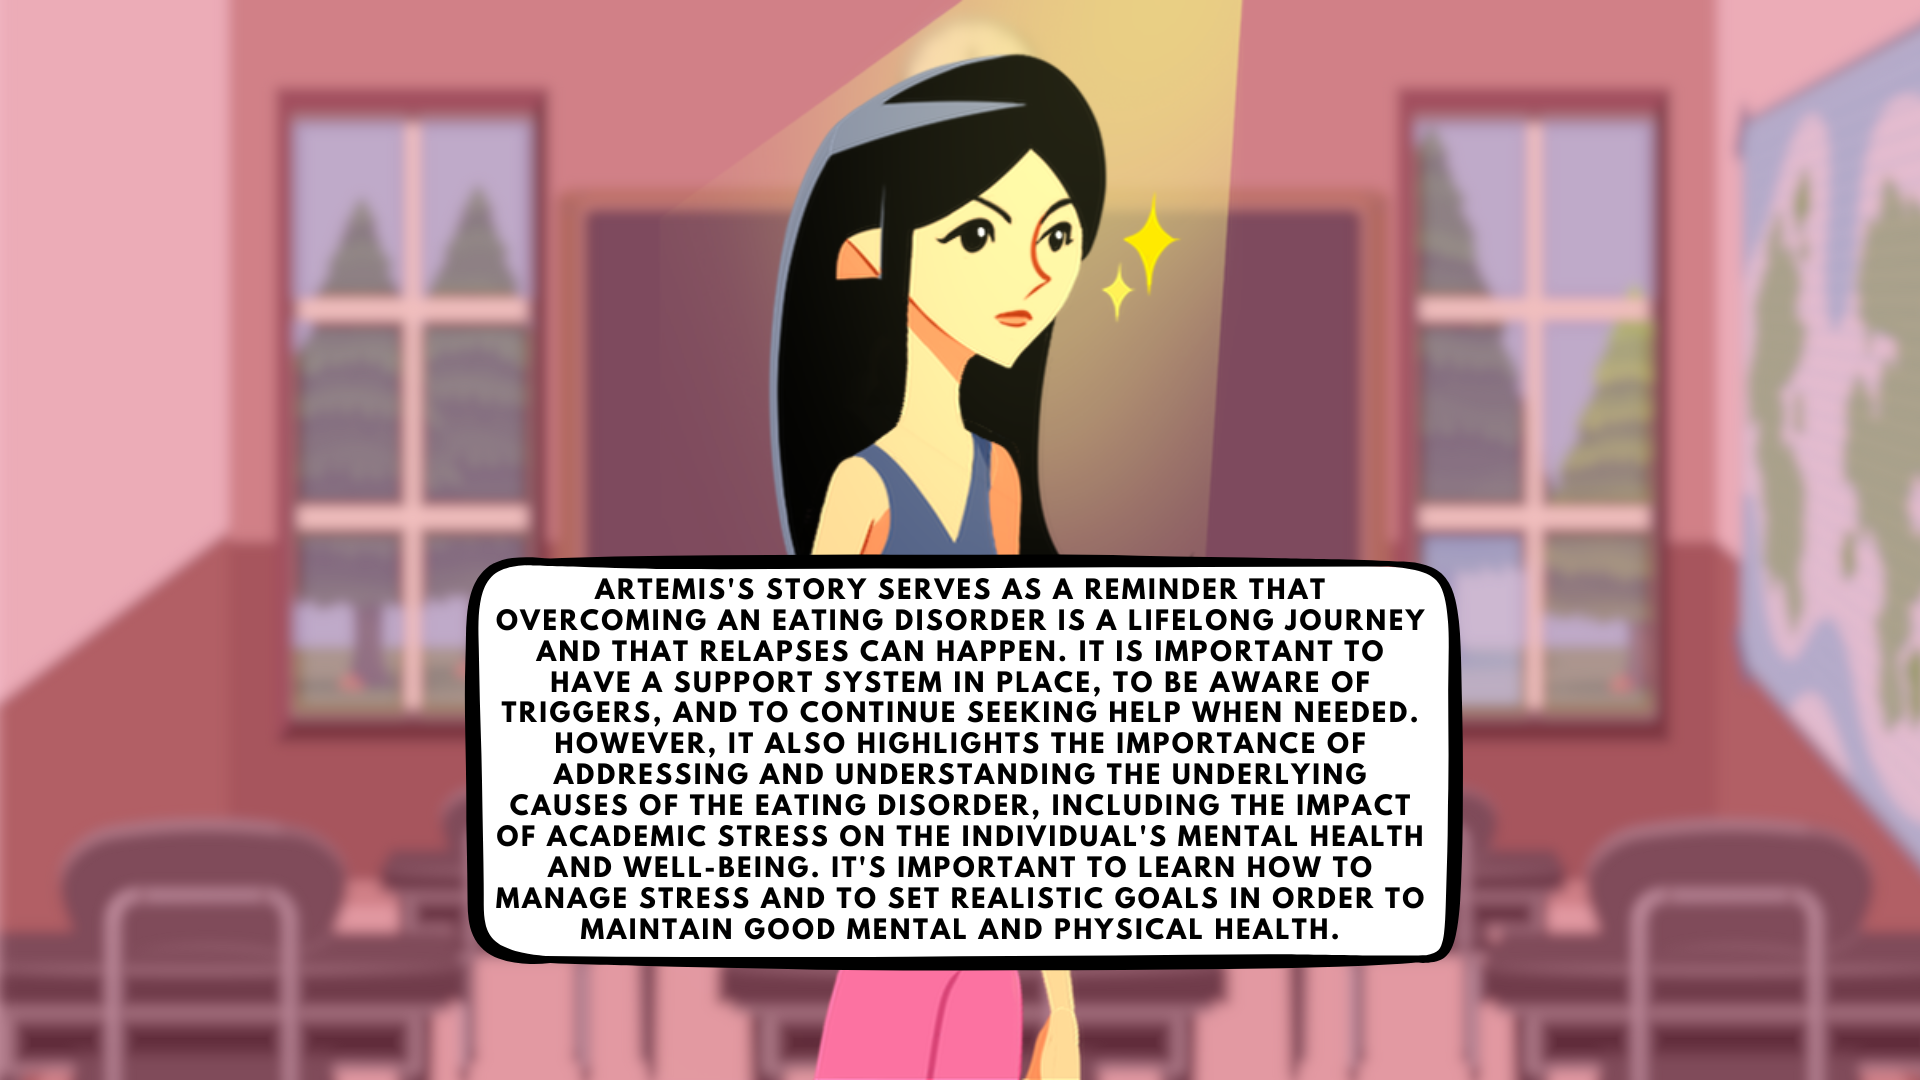 ARTEMIS'S STORY SERVES AS A REMINDER THAT
OVERCOMING AN EATING DISORDER IS A LIFELONG JOURNEY
AND THAT RELAPSES CAN HAPPEN. IT IS IMPORTANT TO
HAVE A SUPPORT SYSTEM IN PLACE, TO BE AWARE OF
TRIGGERS, AND TO CONTINUE SEEKING HELP WHEN NEEDED.
HOWEVER, IT ALSO HIGHLIGHTS THE IMPORTANCE OF
ADDRESSING AND UNDERSTANDING THE UNDERLYING
CAUSES OF THE EATING DISORDER, INCLUDING THE IMPACT
OF ACADEMIC STRESS ON THE INDIVIDUAL'S MENTAL HEALTH
AND WELL-BEING. IT'S IMPORTANT TO LEARN HOW TO
MANAGE STRESS AND TO SET REALISTIC GOALS IN ORDER TO
MAINTAIN GOOD MENTAL AND PHYSICAL HEALTH.